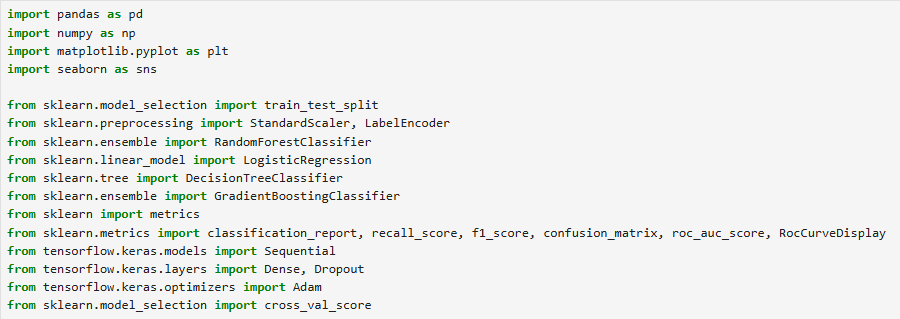 import pandas as pd
import numpy as np
import matplotlib.pyplot as plt
import seaborn as sns
from sklearn.model_selection import train_test_split
from sklearn.preprocessing import StandardScaler, LabelEncoder
from sklearn.ensemble import RandomForestClassifier
from sklearn.linear_model import LogisticRegression
from sklearn.tree import DecisionTreeClassifier
from sklearn.ensemble import GradientBoostingClassifier
from sklearn import metrics
from sklearn.metrics import classification_report, recall_score, f1_score, confusion_matrix, roc_auc_score, RocCurveDisplay
from tensorflow.keras.models import Sequential
from tensorflow.keras.layers import Dense, Dropout
from tensorflow.keras.optimizers import Adam
from sklearn.model_selection import cross_val_score